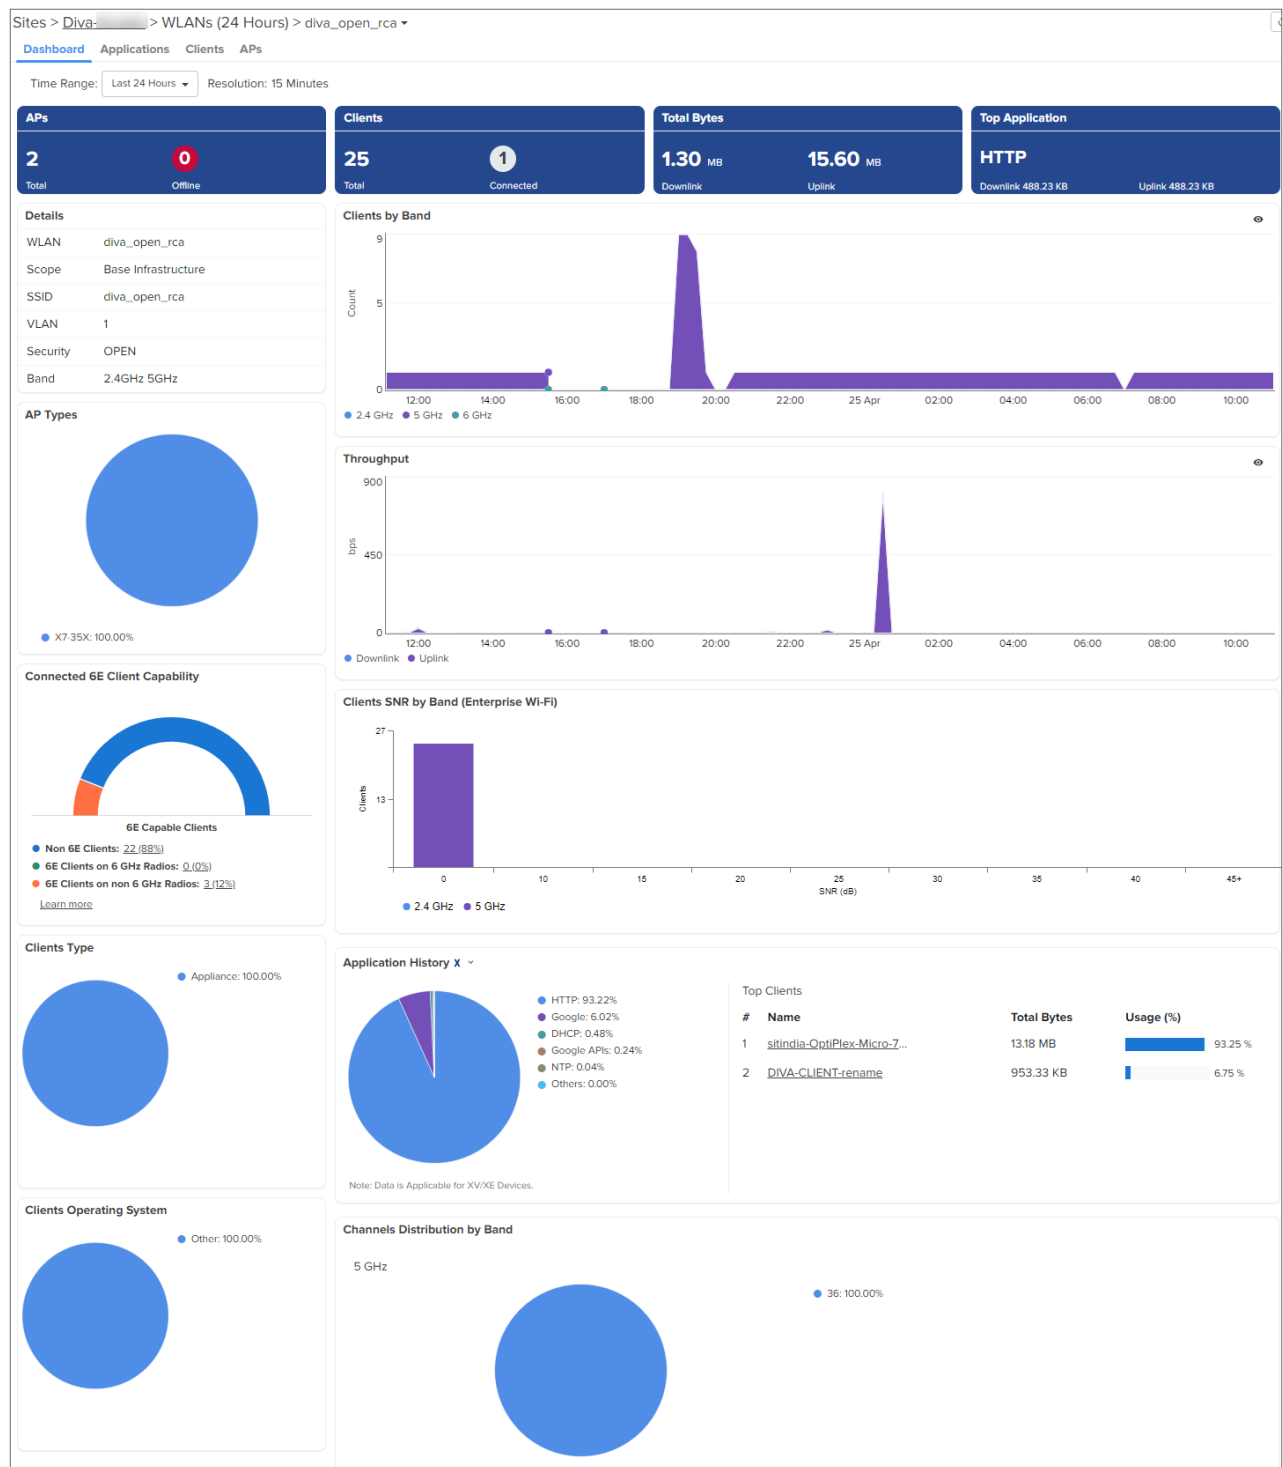 Sites > Diva- > WLANs (24 Hours) > diva_open_rca
Dashboard Applications Clients APs
Time Range: Last 24 Hours Resolution: 15 Minutes
APs
2 0
Total Offline
Clients
25 1
Total Connected
Total Bytes
1.30 MB 15.60 MB
Downlink Uplink
Top Application
HTTP
Downlink 488.23 KB Uplink 488.23 KB
Details
WLAN diva_open_rca
Scope Base Infrastructure
SSID diva_open_rca
VLAN 1
Security OPEN
Band 2.4GHz 5GHz
Clients by Band
9
5
0
Count
12:00 14:00 16:00 18:00 20:00 22:00 25 Apr 02:00 04:00 06:00 08:00 10:00
2.4 GHz 5 GHz 6 GHz
AP Types
X7-35X: 100.00%
Throughput
900
450
0
bps
12:00 14:00 16:00 18:00 20:00 22:00 25 Apr 02:00 04:00 06:00 08:00 10:00
Downlink Uplink
Connected 6E Client Capability
6E Capable Clients
Non 6E Clients: 22 (88%)
6E Clients on 6 GHz Radios: 0 (0%)
6E Clients on non 6 GHz Radios: 3 (12%)
Learn more
Clients SNR by Band (Enterprise Wi-Fi)
27
13
Clients
0 10 15 20 25 30 35 40 45+
SNR (dB)
2.4 GHz 5 GHz
Clients Type
Appliance: 100.00%
Application History X
HTTP: 93.22%
Google: 6.02%
DHCP: 0.48%
Google APIs: 0.24%
NTP: 0.04%
Others: 0.00%
Note: Data is Applicable for XV/XE Devices.
Top Clients
# Name Total Bytes Usage (%)
1 sitindia-OptiPlex-Micro-7... 13.18 MB 93.25 %
2 DIVA-CLIENT-rename 953.33 KB 6.75 %
Clients Operating System
Other: 100.00%
Channels Distribution by Band
5 GHz
36: 100.00%